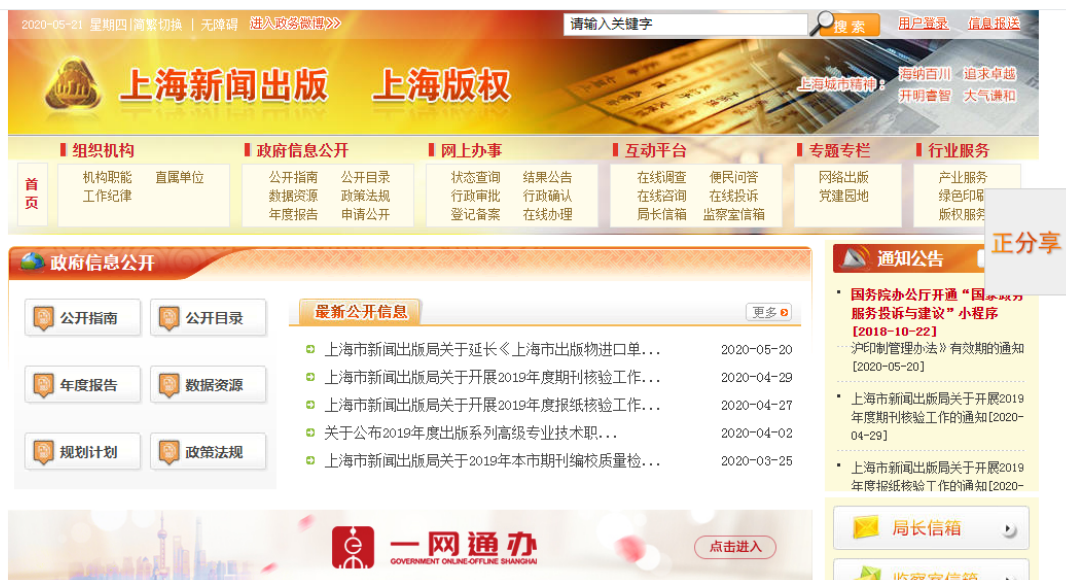 2020-05-21 星期四|简繁切换 | 无障碍 进入政务微博>>
请输入关键字
搜索
用户登录 信息报送
上海新闻出版 上海版权
上海城市精神：
海纳百川 追求卓越
开明睿智 大气谦和
首页
组织机构 政府信息公开 网上办事 互动平台 专题专栏 行业服务
机构职能 直属单位 公开指南 公开目录 状态查询 结果公告 在线调查 便民问答 网络出版 产业服务
工作纪律 数据资源 政策法规 行政审批 行政确认 在线咨询 在线投诉 党建园地 绿色印刷
年度报告 申请公开 登记备案 在线办理 局长信箱 监察室信箱 版权服务
正分享
政府信息公开
公开指南 公开目录
年度报告 数据资源
规划计划 政策法规
最新公开信息 更多
上海市新闻出版局关于延长《上海市出版物进口单... 2020-05-20
上海市新闻出版局关于开展2019年度期刊核验工作... 2020-04-29
上海市新闻出版局关于开展2019年度报纸核验工作... 2020-04-27
关于公布2019年度出版系列高级专业技术职... 2020-04-02
上海市新闻出版局关于2019年本市期刊编校质量检... 2020-03-25
通知公告
国务院办公厅开通“国家政务
服务投诉与建议”小程序
[2018-10-22]
沪印制管理办法》有效期的通知
[2020-05-20]
上海市新闻出版局关于开展2019
年度期刊核验工作的通知[2020-
04-29]
上海市新闻出版局关于开展2019
年度报纸核验工作的通知[2020-
一网通办
GOVERNMENT ONLINE-OFFLINE SHANGHAI
点击进入
局长信箱
监察室信箱